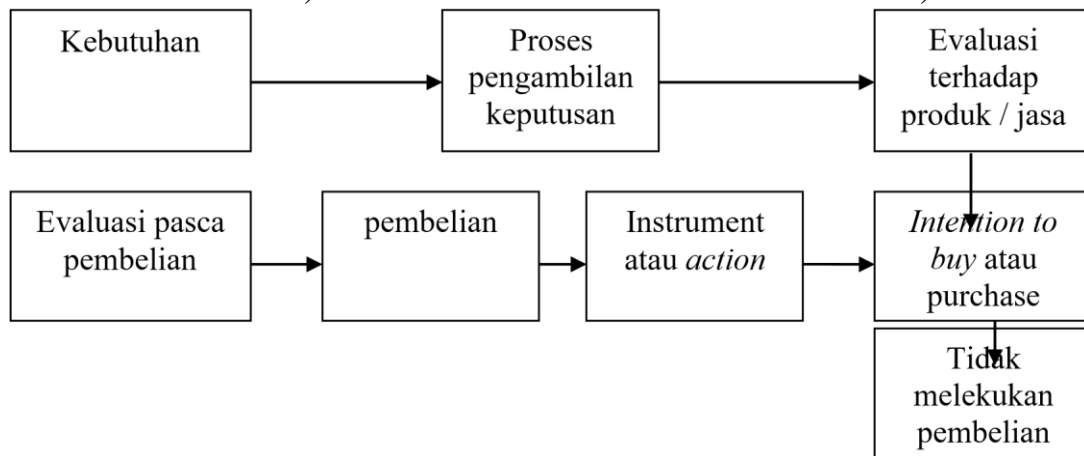 Kebutuhan
Proses
pengambilan
keputusan
Evaluasi
terhadap
produk / jasa
Evaluasi pasca
pembelian
pembelian
Instrument
atau action
Intention to
buy atau
purchase
Tidak
melekukan
pembelian